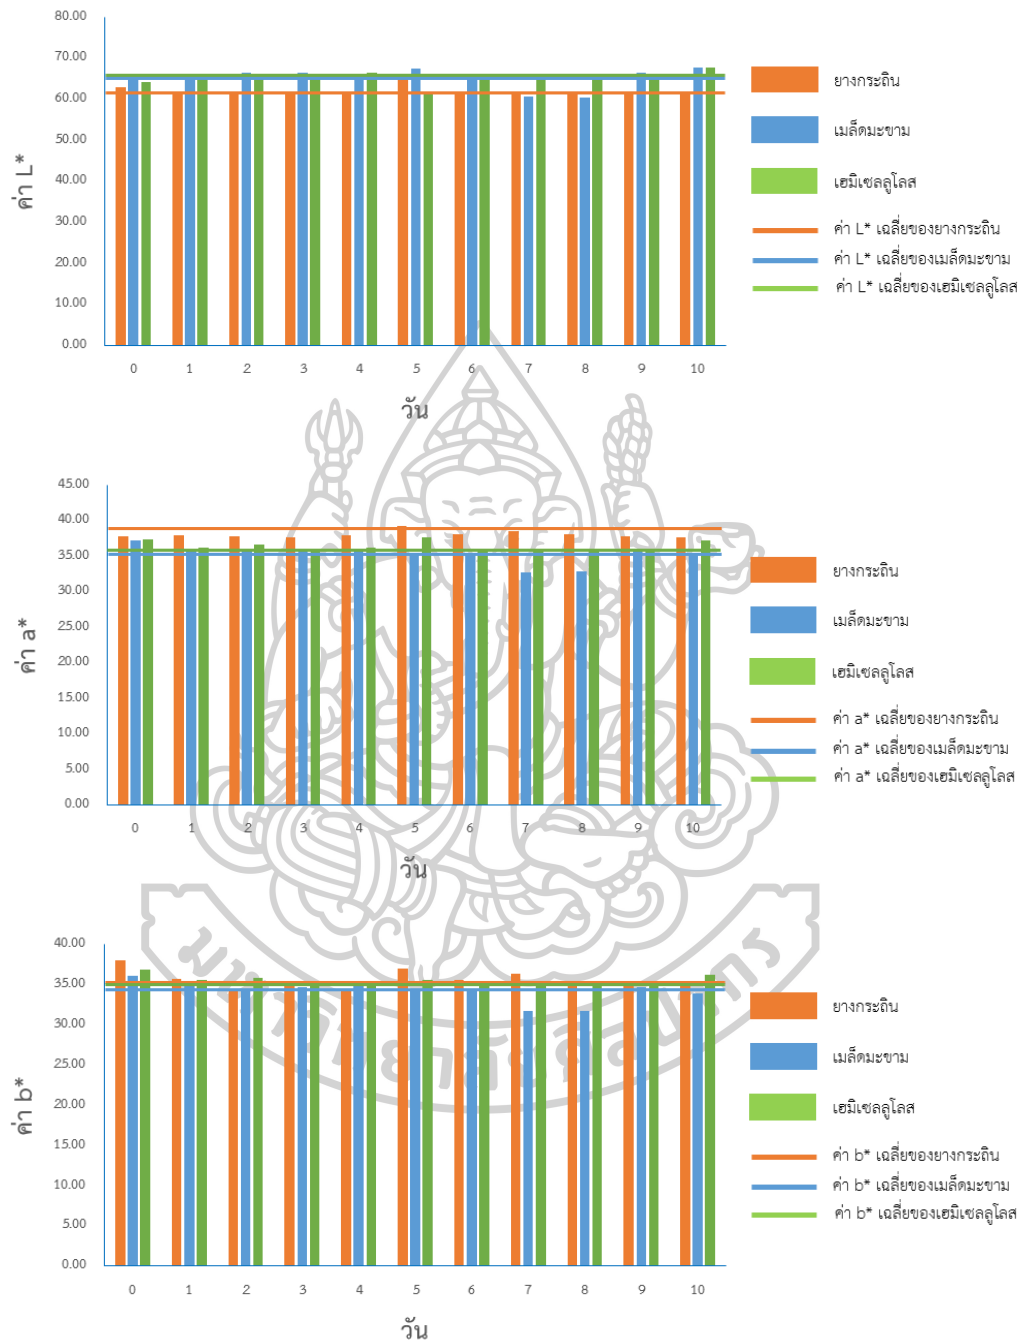 80.00
70.00
60.00
50.00
40.00
30.00
20.00
10.00
0.00
ค่า L*
0 1 2 3 4 5 6 7 8 9 10
วัน
ยางกระถิน
เมล็ดมะขาม
เฮมิเซลลูโลส
ค่า L* เฉลี่ยของยางกระถิน
ค่า L* เฉลี่ยของเมล็ดมะขาม
ค่า L* เฉลี่ยของเฮมิเซลลูโลส
45.00
40.00
35.00
30.00
25.00
20.00
15.00
10.00
5.00
0.00
ค่า a*
0 1 2 3 4 5 6 7 8 9 10
วัน
ยางกระถิน
เมล็ดมะขาม
เฮมิเซลลูโลส
ค่า a* เฉลี่ยของยางกระถิน
ค่า a* เฉลี่ยของเมล็ดมะขาม
ค่า a* เฉลี่ยของเฮมิเซลลูโลส
มหาวิทยาลัยศิลปากร
40.00
35.00
30.00
25.00
20.00
15.00
10.00
5.00
0.00
ค่า b*
0 1 2 3 4 5 6 7 8 9 10
วัน
ยางกระถิน
เมล็ดมะขาม
เฮมิเซลลูโลส
ค่า b* เฉลี่ยของยางกระถิน
ค่า b* เฉลี่ยของเมล็ดมะขาม
ค่า b* เฉลี่ยของเฮมิเซลลูโลส